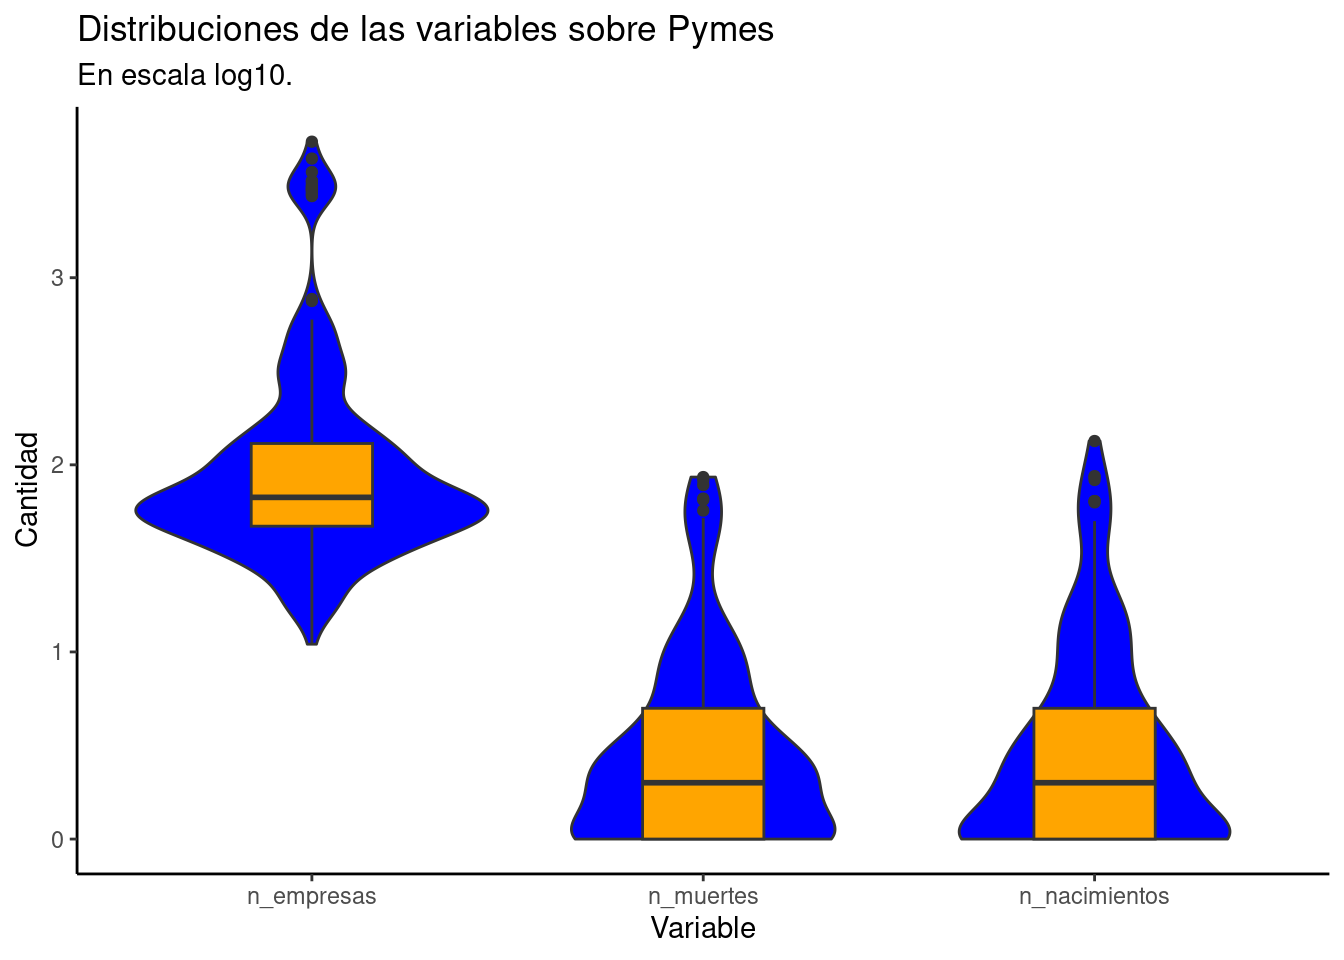 Distribuciones de las variables sobre Pymes
En escala log10.
Cantidad
3
2
1
0
n_empresas
n_muertes
n_nacimientos
Variable